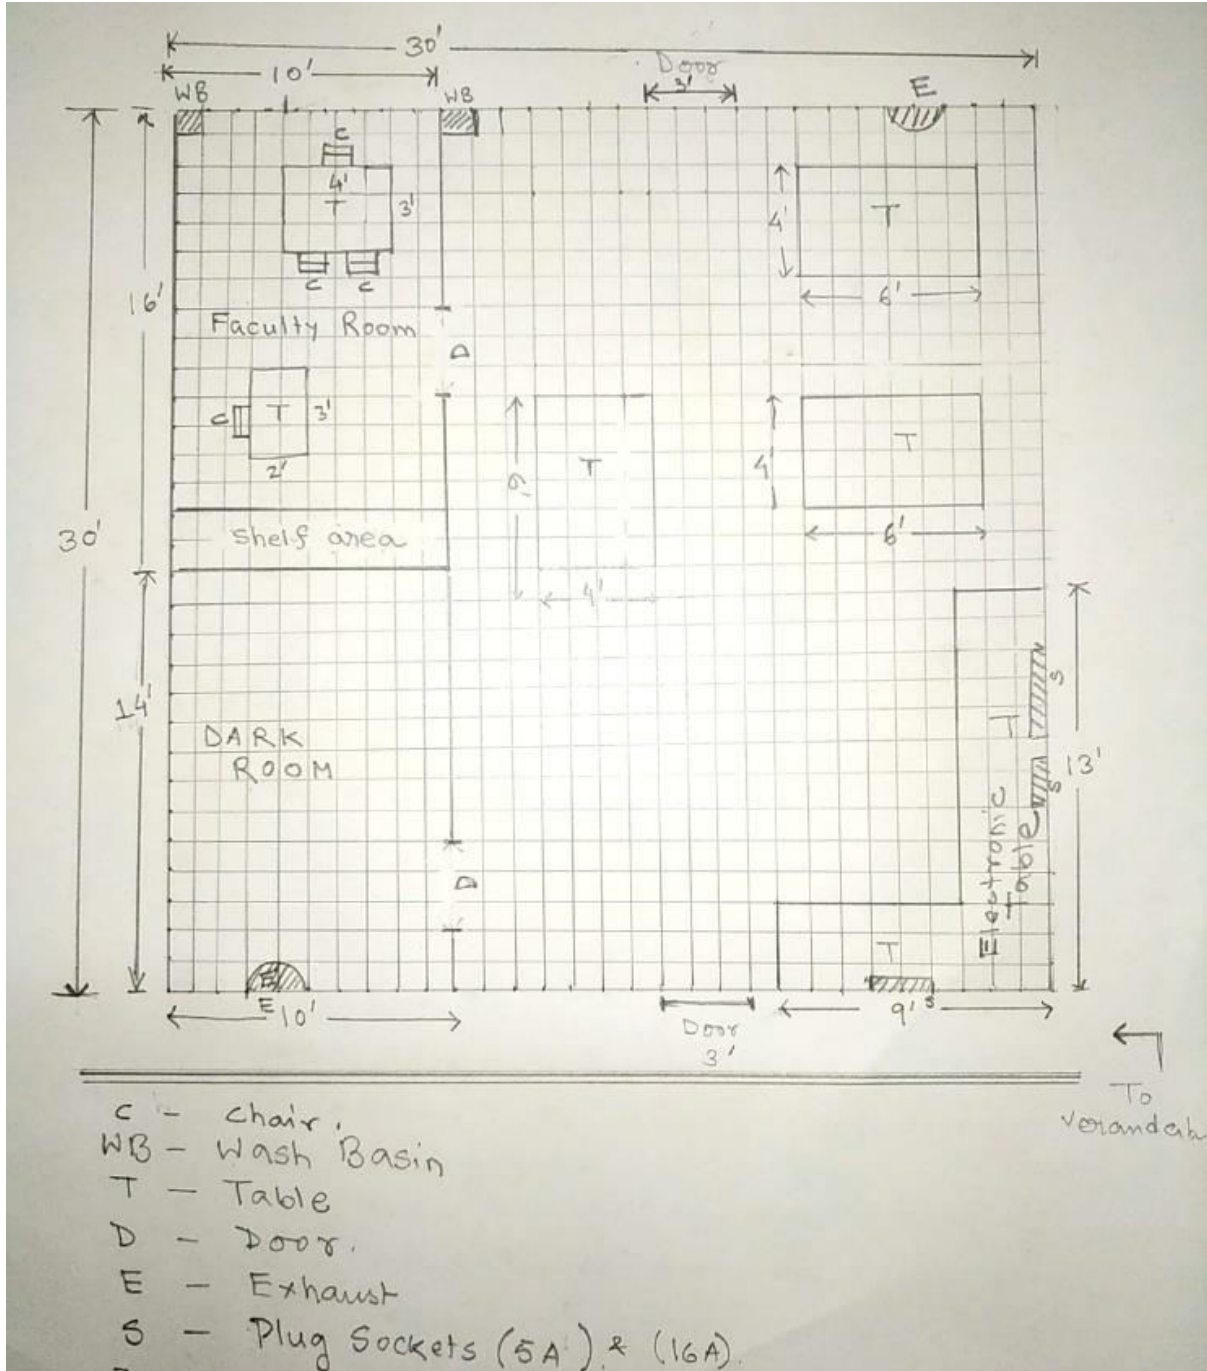 30'
Door
10'
3'
E
WB
WB
C
4'
T
3'
4'
T
C C
6'
16'
Faculty Room
D
C T 3'
2'
6'
T
4'
T
6'
30'
Shelf area
4'
S
14'
T
DARK
ROOM
13'
S
Electronic
Table
D
T
E
E
10'
9' S
Door
3'
To
Verandah
C - Chair.
WB - Wash Basin
T - Table
D - Door.
E - Exhaust
S - Plug Sockets (5A) & (16A).